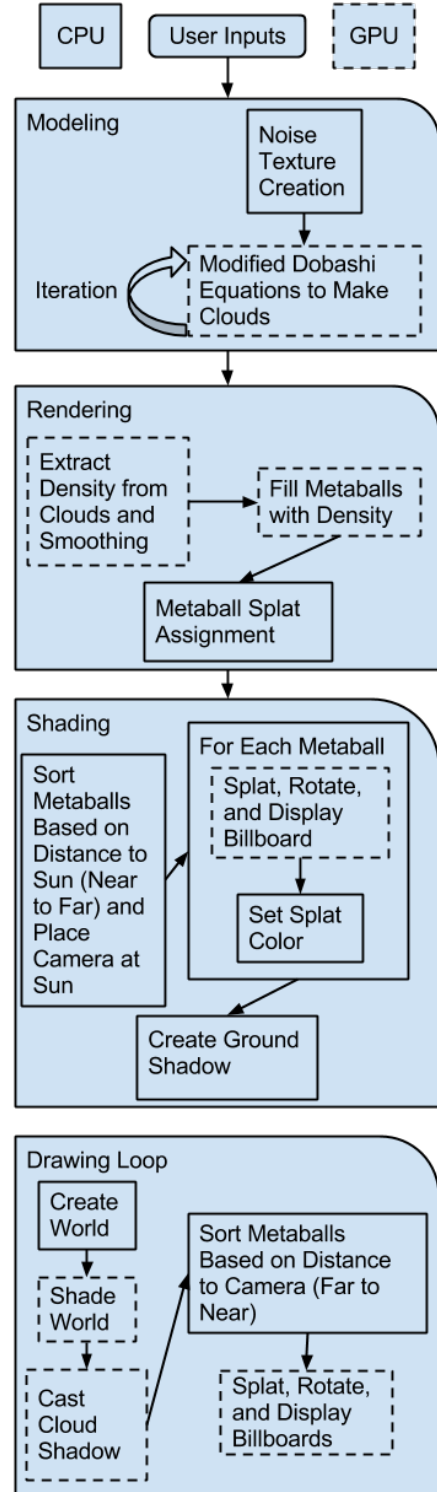 CPU
User Inputs
GPU
Modeling
Noise
Texture
Creation
Iteration
Modified Dobashi
Equations to Make
Clouds
Rendering
Extract
Density from
Clouds and
Smoothing
Fill Metaballs
with Density
Metaball Splat
Assignment
Shading
Sort
Metaballs
Based on
Distance to
Sun (Near
to Far) and
Place
Camera at
Sun
For Each Metaball
Splat, Rotate,
and Display
Billboard
Set Splat
Color
Create Ground
Shadow
Drawing Loop
Create
World
Shade
World
Cast
Cloud
Shadow
Sort Metaballs
Based on Distance
to Camera (Far to
Near)
Splat, Rotate,
and Display
Billboards